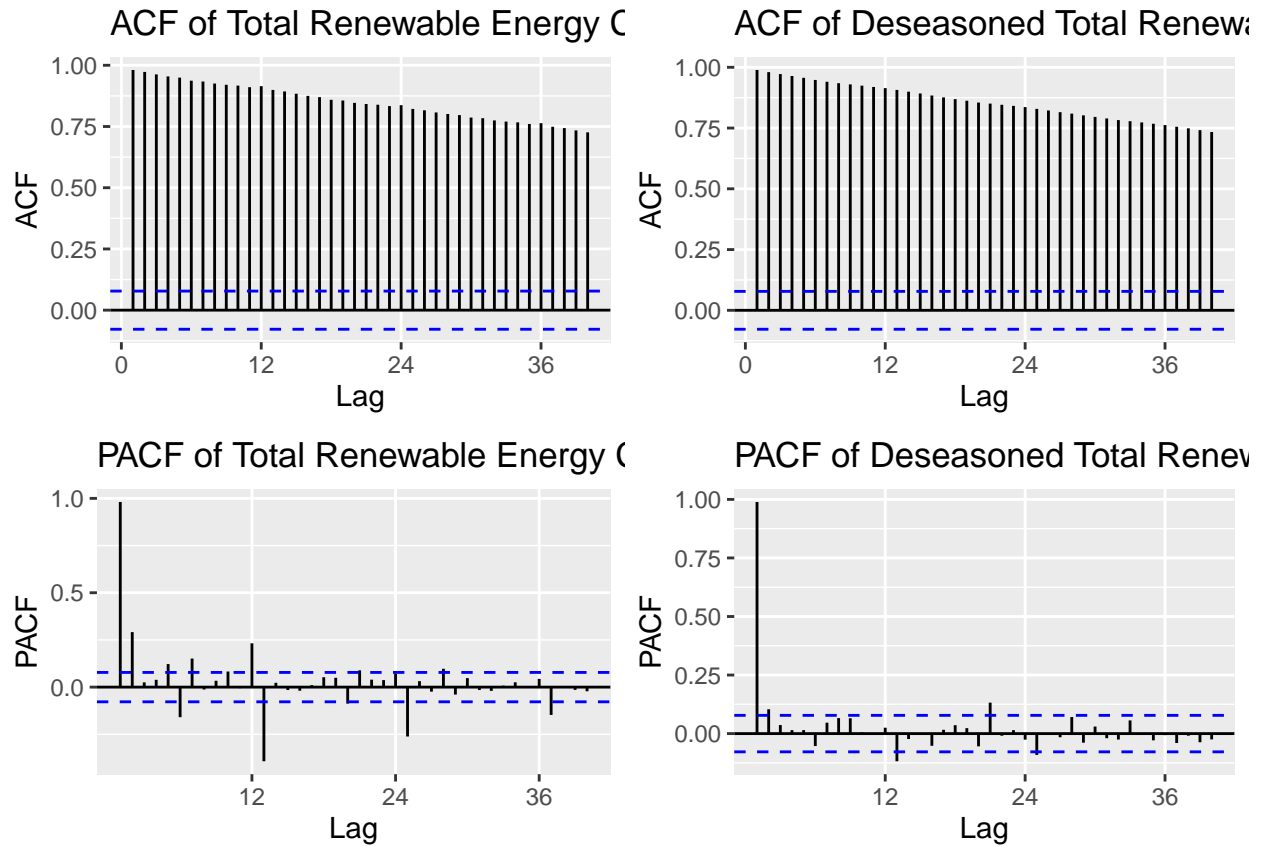 ACF of Total Renewable Energy C
1.00
0.75
0.50
0.25
0.00
ACF
0
12
24
36
Lag
ACF of Deseasoned Total Renewa
1.00
0.75
0.50
0.25
0.00
ACF
0
12
24
36
Lag
PACF of Total Renewable Energy C
1.0
0.5
0.0
PACF
12
24
36
Lag
PACF of Deseasoned Total Renew
1.00
0.75
0.50
0.25
0.00
PACF
12
24
36
Lag